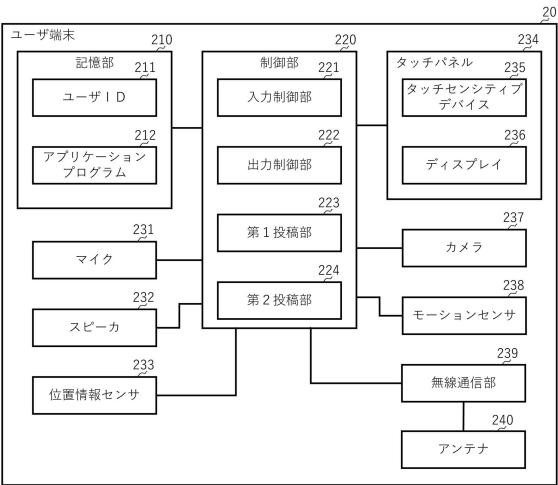 20
ユーザ端末
210
記憶部
211
ユーザID
212
アプリケーション
プログラム
220
制御部
221
入力制御部
222
出力制御部
223
第1投稿部
224
第2投稿部
234
タッチパネル
235
タッチセンシティブ
デバイス
236
ディスプレイ
231
マイク
232
スピーカ
233
位置情報センサ
237
カメラ
238
モーションセンサ
239
無線通信部
240
アンテナ